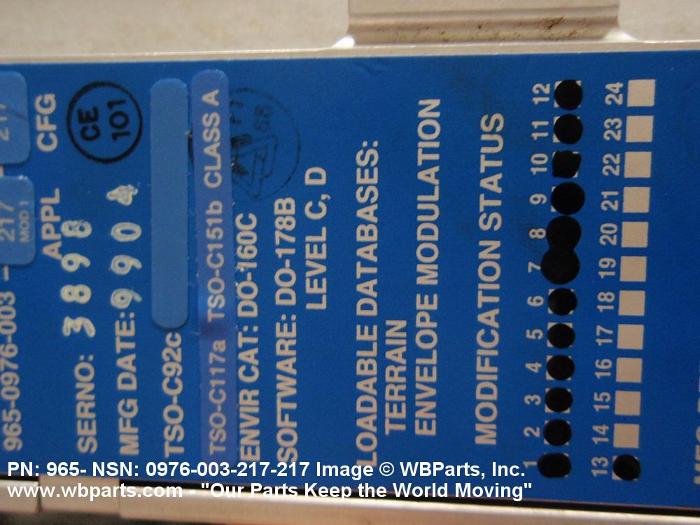 965-0976-003 - 217 217
MOD 1
APPL CFG
SERNO: 3898
CE
101
MFG DATE: 9904
TSO-C92c
TSO-C117a TSO-C151b CLASS A
ENVIR CAT: DO-160C
SOFTWARE: DO-178B
LEVEL C, D
LOADABLE DATABASES:
TERRAIN
ENVELOPE MODULATION
MODIFICATION STATUS
2 3 4 5 6 7 8 9 10 11 12
13 14 15 16 17 18 19 20 21 22 23 24
PN: 965- NSN: 0976-003-217-217 Image © WBParts, Inc.
www.wbparts.com - "Our Parts Keep the World Moving"